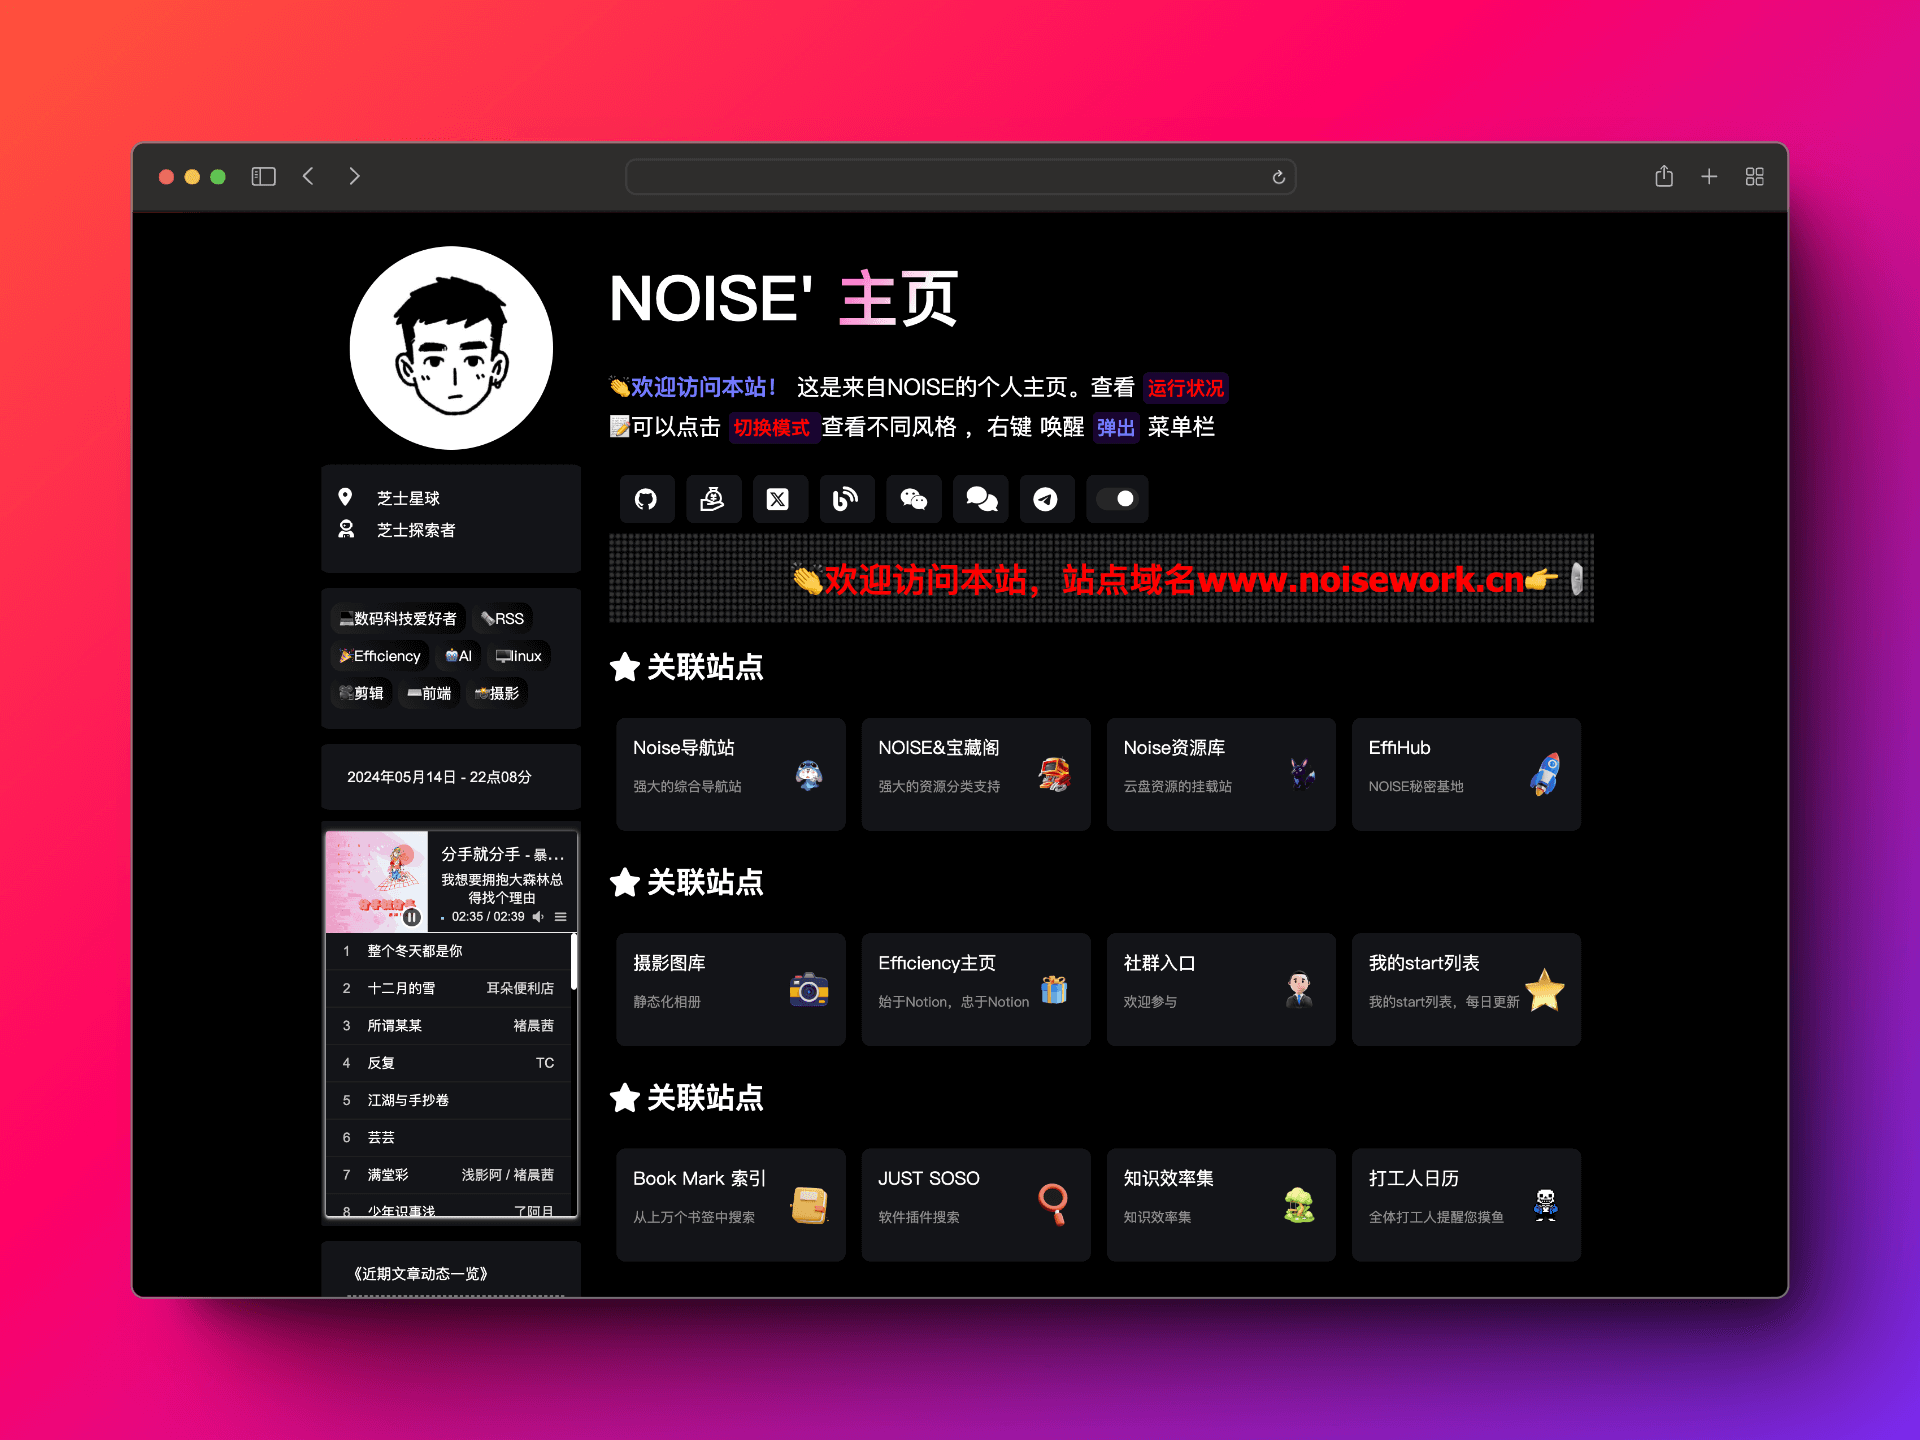 NOISE' 主页
👏欢迎访问本站! 这是来自NOISE的个人主页。查看 运行状况
📝可以点击 切换模式 查看不同风格 ,右键 唤醒 弹出 菜单栏
👏欢迎访问本站,站点域名www.noisework.cn👉
芝士星球
芝士探索者
数码科技爱好者 RSS
Efficiency AI linux
剪辑 前端 摄影
2024年05月14日 - 22点08分
分手就分手 - 暴...
我想要拥抱大森林总
得找个理由
02:35 / 02:39
1 整个冬天都是你
2 十二月的雪 耳朵便利店
3 所谓某某 褚晨茜
4 反复 TC
5 江湖与手抄卷
6 芸芸
7 满堂彩 浅影阿 / 褚晨茜
8 少年识事浅 了阿月
《近期文章动态一览》
关联站点
Noise导航站
强大的综合导航站
NOISE&宝藏阁
强大的资源分类支持
Noise资源库
云盘资源的挂载站
EffiHub
NOISE秘密基地
关联站点
摄影图库
静态化相册
Efficiency主页
始于Notion，忠于Notion
社群入口
欢迎参与
我的start列表
我的start列表，每日更新
关联站点
Book Mark 索引
从上万个书签中搜索
JUST SOSO
软件插件搜索
知识效率集
知识效率集
打工人日历
全体打工人提醒您摸鱼